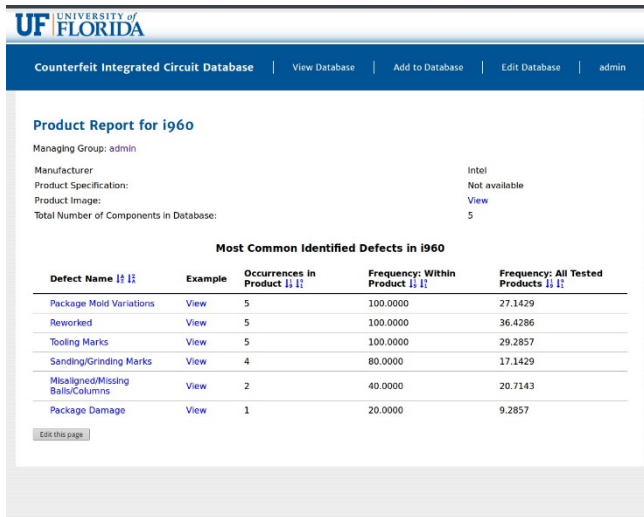 UF UNIVERSITY of
FLORIDA
Counterfeit Integrated Circuit Database | View Database | Add to Database | Edit Database | admin
Product Report for i960
Managing Group: admin
Manufacturer Intel
Product Specification: Not available
Product Image: View
Total Number of Components in Database: 5
Most Common Identified Defects in i960
Defect Name Example Occurrences in Product Frequency: Within Product Frequency: All Tested Products
Package Mold Variations View 5 100.0000 27.1429
Reworked View 5 100.0000 36.4286
Tooling Marks View 5 100.0000 29.2857
Sanding/Grinding Marks View 4 80.0000 17.1429
Misaligned/Missing
Balls/Columns View 2 40.0000 20.7143
Package Damage View 1 20.0000 9.2857
Edit this page